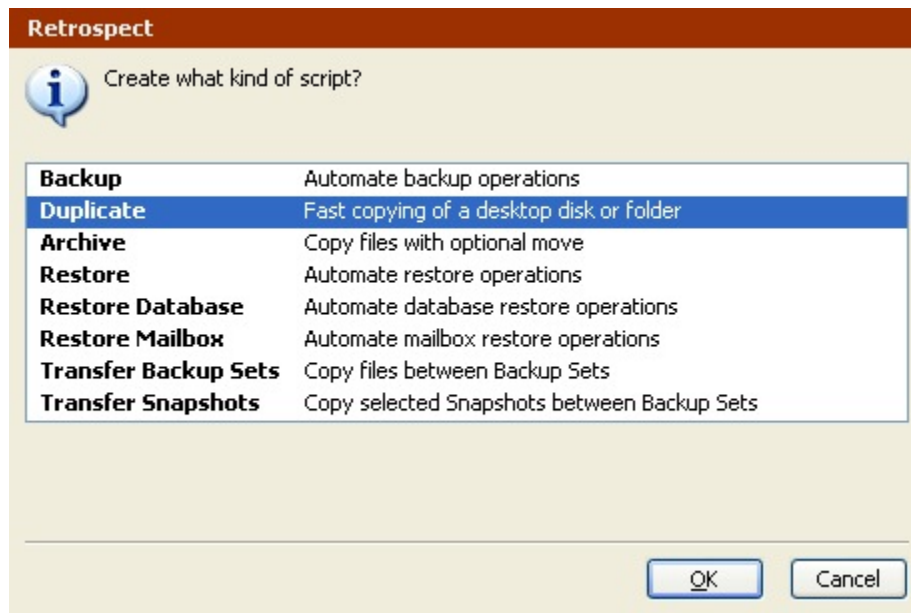 Retrospect
Create what kind of script?
Backup Automate backup operations
Duplicate Fast copying of a desktop disk or folder
Archive Copy files with optional move
Restore Automate restore operations
Restore Database Automate database restore operations
Restore Mailbox Automate mailbox restore operations
Transfer Backup Sets Copy files between Backup Sets
Transfer Snapshots Copy selected Snapshots between Backup Sets
OK Cancel